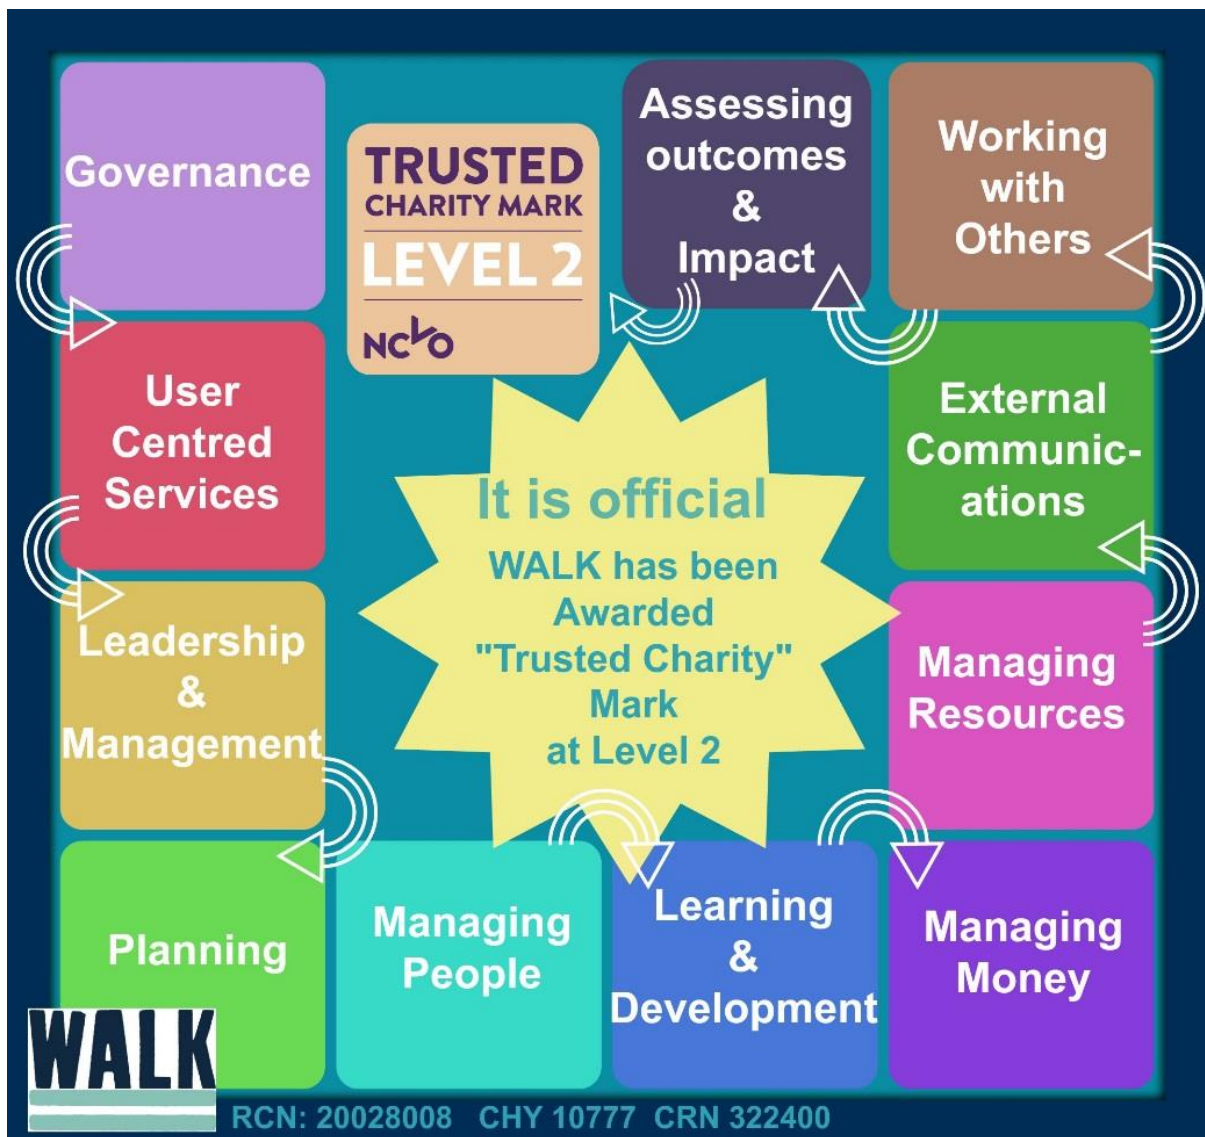 Governance
TRUSTED
CHARITY MARK
LEVEL 2
NCVO
Assessing
outcomes
&
Impact
Working
with
Others
User
Centred
Services
External
Communic-
ations
It is official
WALK has been
Awarded
"Trusted Charity"
Mark
at Level 2
Leadership
&
Management
Managing
Resources
Planning
Managing
People
Learning
&
Development
Managing
Money
WALK
RCN: 20028008 CHY 10777 CRN 322400